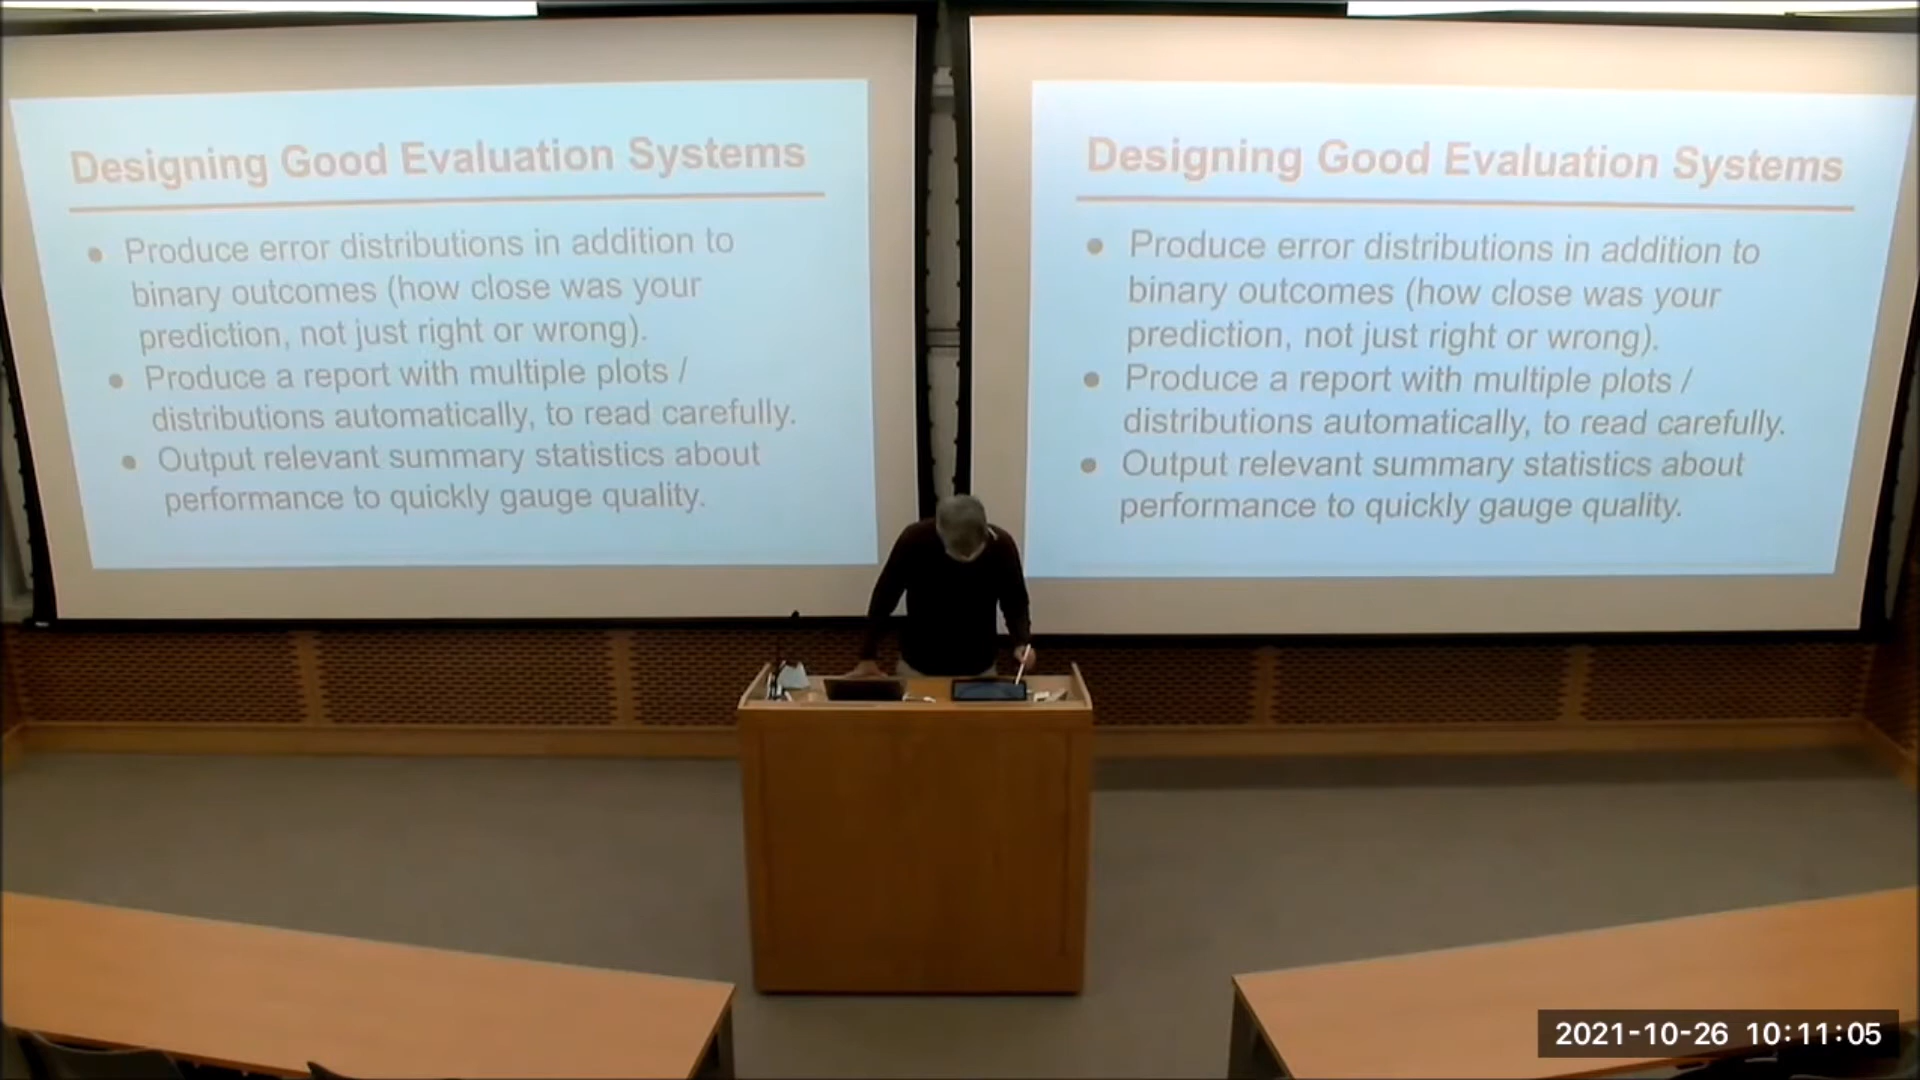 Designing Good Evaluation Systems
● Produce error distributions in addition to
binary outcomes (how close was your
prediction, not just right or wrong).
● Produce a report with multiple plots /
distributions automatically, to read carefully.
● Output relevant summary statistics about
performance to quickly gauge quality.
Designing Good Evaluation Systems
● Produce error distributions in addition to
binary outcomes (how close was your
prediction, not just right or wrong).
● Produce a report with multiple plots /
distributions automatically, to read carefully.
● Output relevant summary statistics about
performance to quickly gauge quality.
2021-10-26 10:11:05